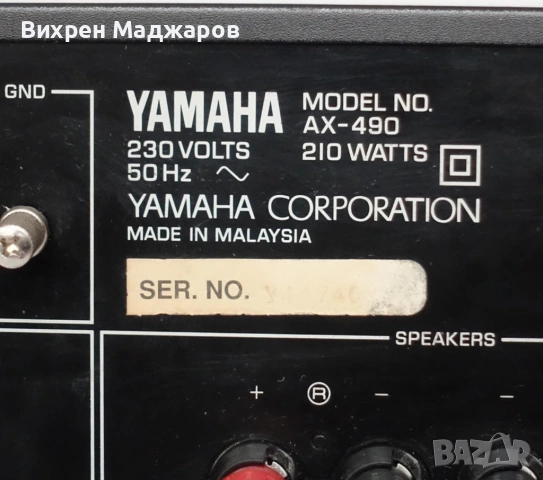 Вихрен Маджаров
GND
YAMAHA
MODEL NO.
AX-490
230 VOLTS
210 WATTS
50 Hz ~
YAMAHA CORPORATION
MADE IN MALAYSIA
SER. NO.
SPEAKERS
+ Ⓡ − −
BAZAR